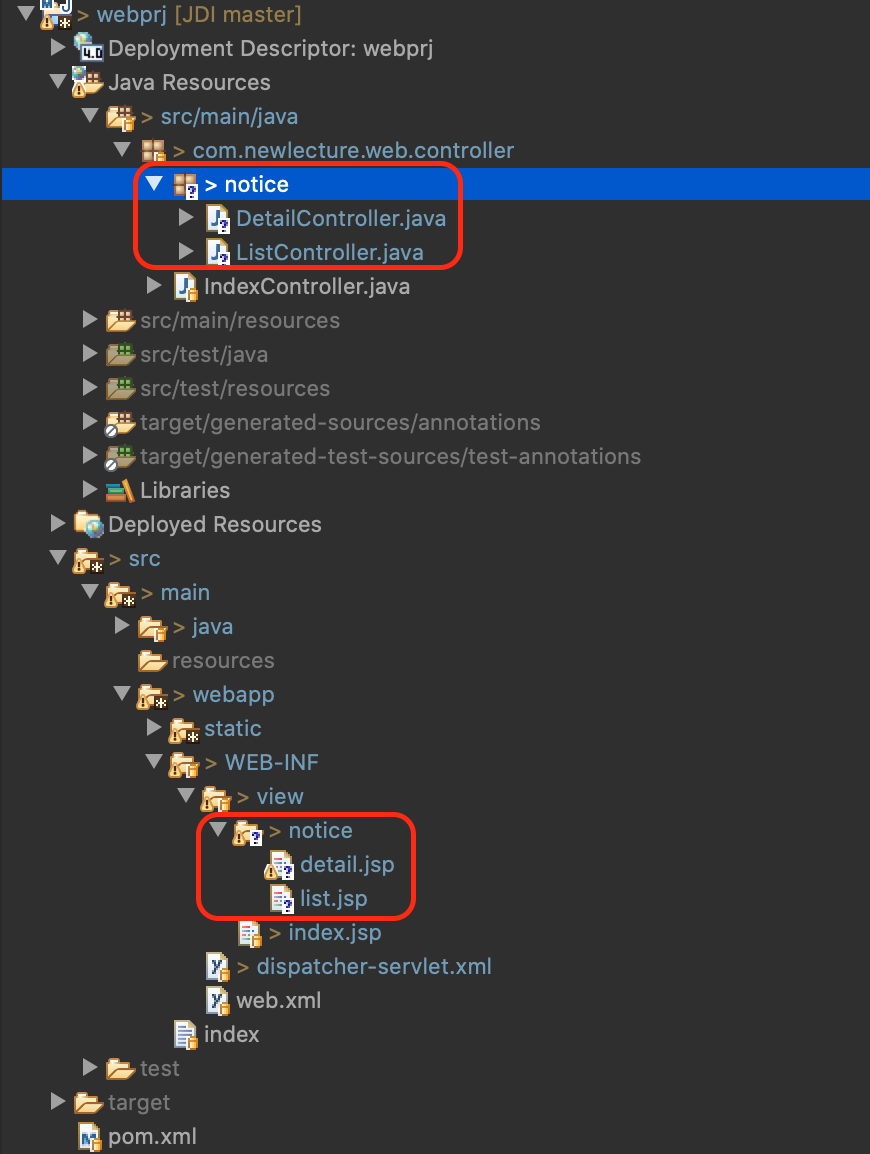 > webprj [JDI master]
Deployment Descriptor: webprj
Java Resources
> src/main/java
> com.newlecture.web.controller
> notice
DetailController.java
ListController.java
IndexController.java
src/main/resources
src/test/java
src/test/resources
target/generated-sources/annotations
target/generated-test-sources/test-annotations
Libraries
Deployed Resources
> src
> main
> java
resources
> webapp
static
> WEB-INF
> view
> notice
detail.jsp
list.jsp
> index.jsp
> dispatcher-servlet.xml
web.xml
index
test
target
pom.xml